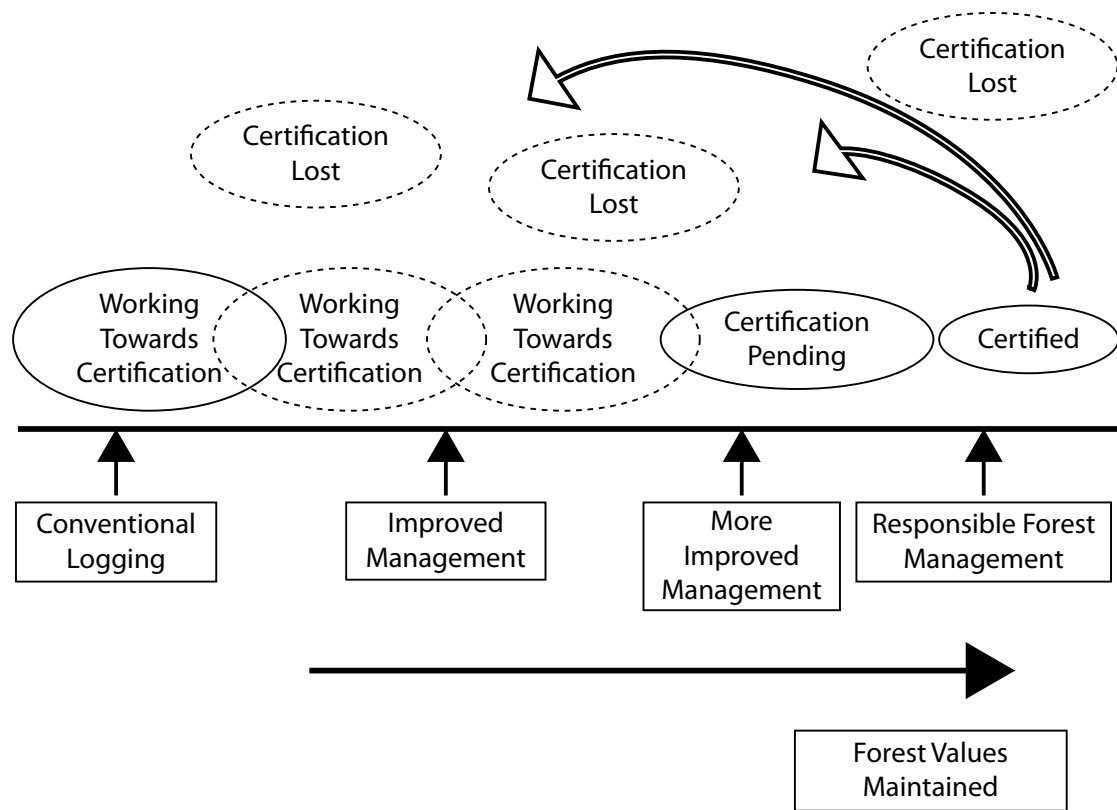 Certification
Lost
Certification
Lost
Certification
Lost
Working
Towards
Certification
Working
Towards
Certification
Working
Towards
Certification
Certification
Pending
Certified
Conventional
Logging
Improved
Management
More
Improved
Management
Responsible Forest
Management
Forest Values
Maintained